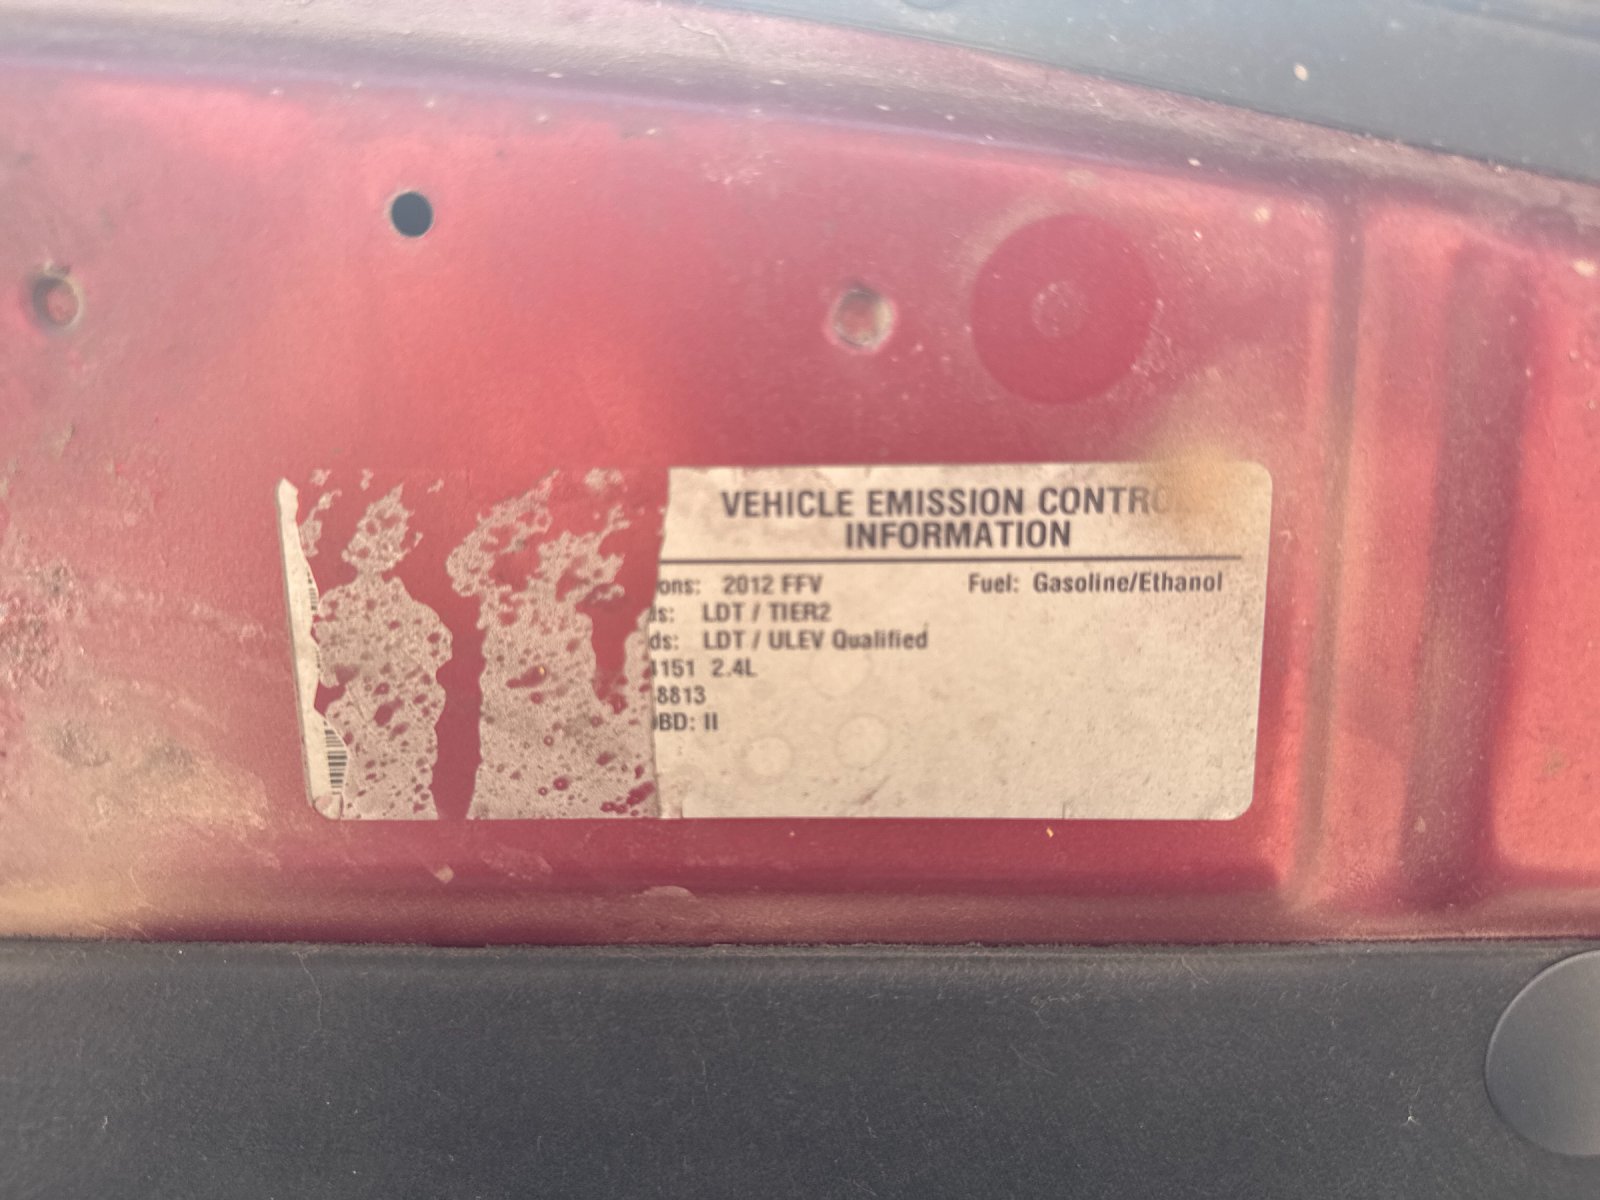 VEHICLE EMISSION CONTRO
INFORMATION
ons: 2012 FFV Fuel: Gasoline/Ethanol
ds: LDT / TIER2
ds: LDT / ULEV Qualified
4151 2.4L
8813
BD: II